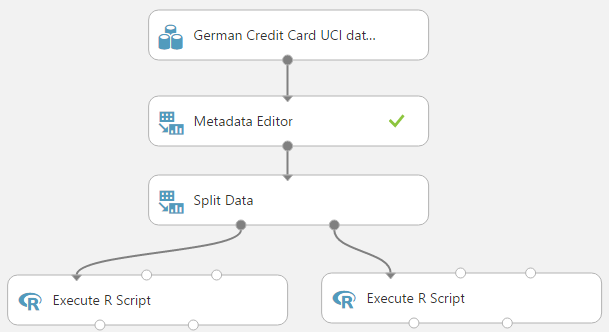 German Credit Card UCI dat...
Metadata Editor
Split Data
R Execute R Script
R Execute R Script